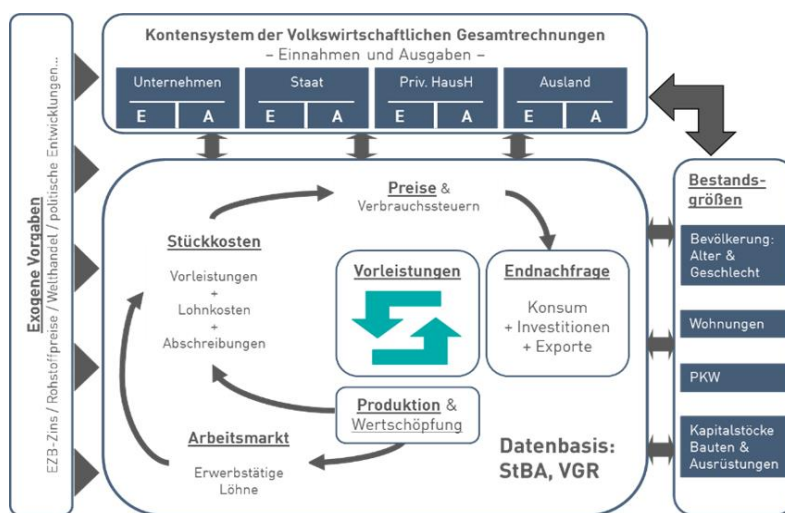 Exogene Vorgaben
EZB-Zins / Rohstoffpreise / Welthandel / politische Entwicklungen...
Kontensystem der Volkswirtschaftlichen Gesamtrechnungen
– Einnahmen und Ausgaben –
Unternehmen
E A
Staat
E A
Priv. HausH
E A
Ausland
E A
Preise &
Verbrauchssteuern
Stückkosten
Vorleistungen
+
Lohnkosten
+
Abschreibungen
Vorleistungen
Endnachfrage
Konsum
+ Investitionen
+ Exporte
Produktion &
Wertschöpfung
Arbeitsmarkt
Erwerbstätige
Löhne
Datenbasis:
StBA, VGR
Bestands-
größen
Bevölkerung:
Alter &
Geschlecht
Wohnungen
PKW
Kapitalstöcke
Bauten &
Ausrüstungen